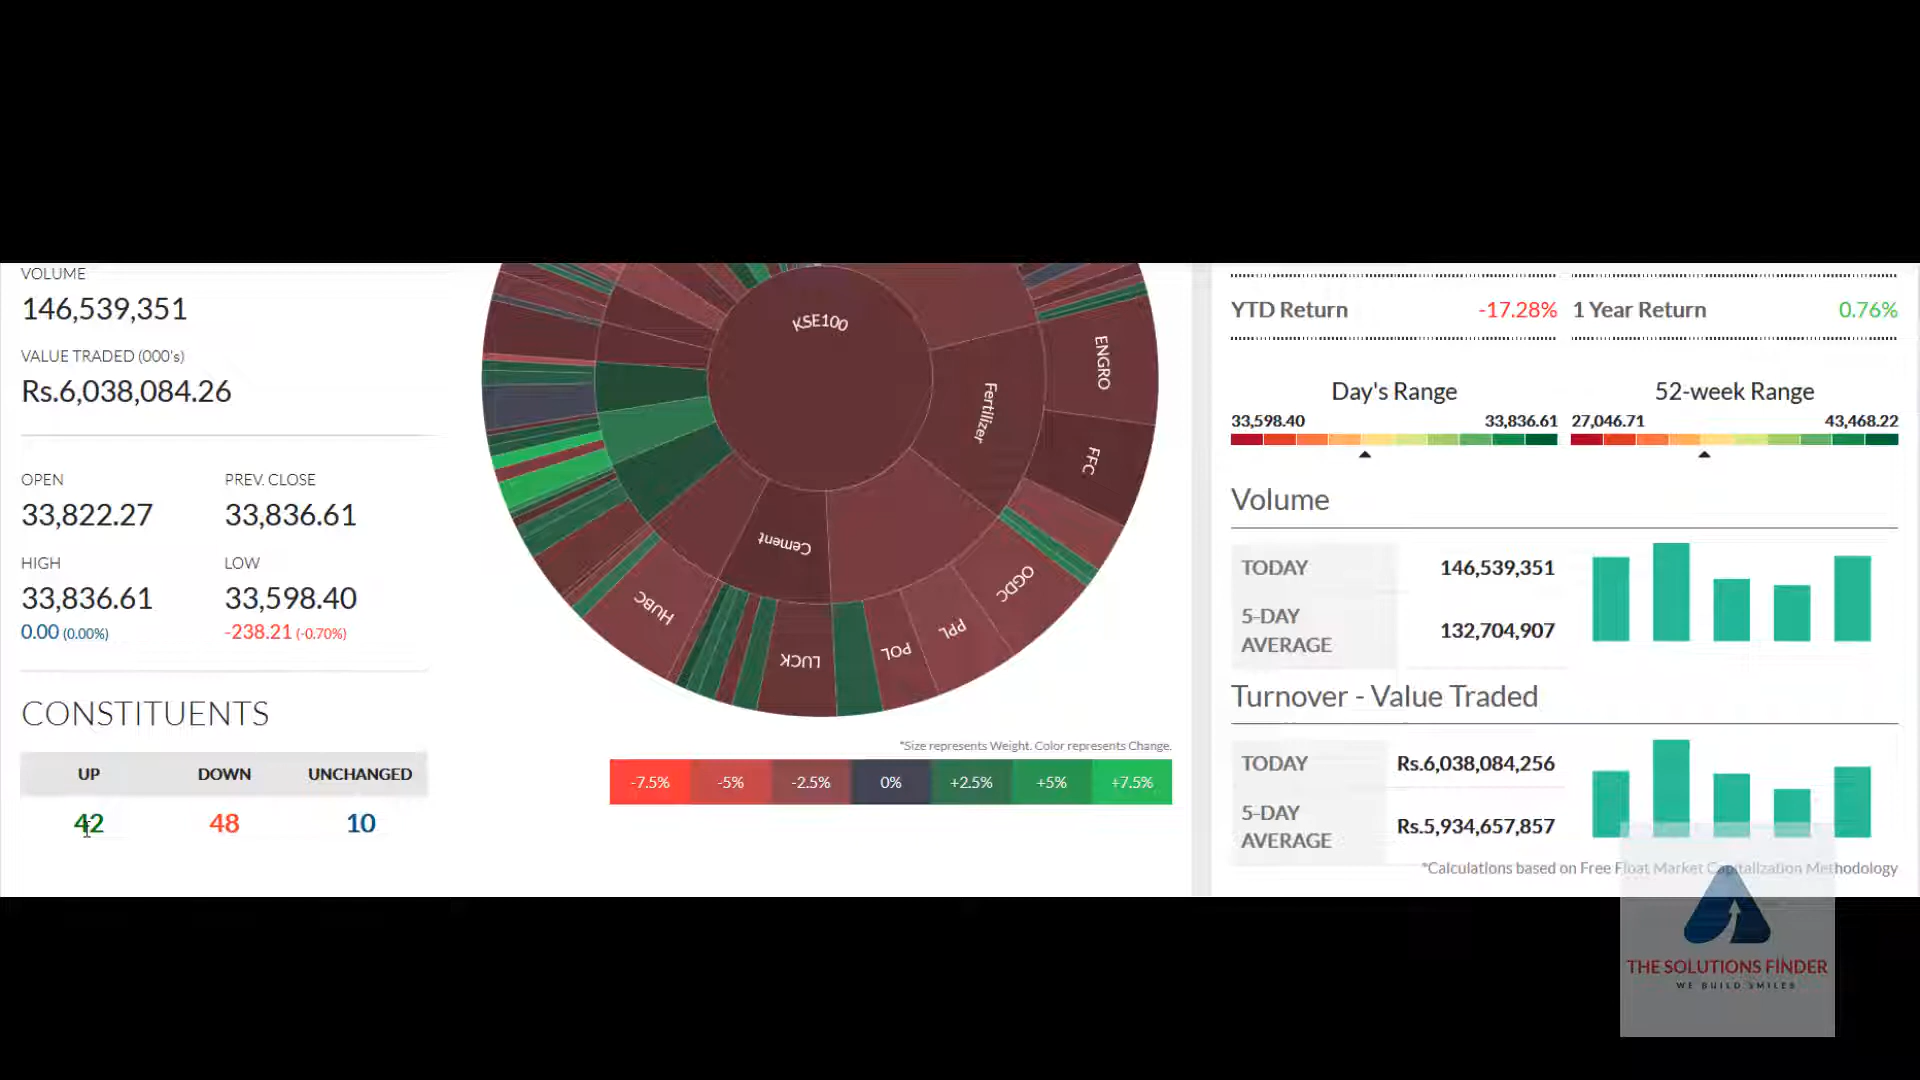 VOLUME
146,539,351
VALUE TRADED (000's)
Rs.6,038,084.26
OPEN
PREV. CLOSE
33,822.27
33,836.61
HIGH
LOW
33,836.61
33,598.40
0.00 (0.00%)
-238.21 (-0.70%)
CONSTITUENTS
UP
DOWN
UNCHANGED
42
48
10
KSE100
Fertilizer
ENGRO
FFC
Cement
OGDC
PPL
POL
LUCK
HUBC
*Size represents Weight. Color represents Change.
-7.5%
-5%
-2.5%
0%
+2.5%
+5%
+7.5%
YTD Return
-17.28%
1 Year Return
0.76%
Day's Range
52-week Range
33,598.40
33,836.61
27,046.71
43,468.22
Volume
TODAY
146,539,351
5-DAY
AVERAGE
132,704,907
Turnover - Value Traded
TODAY
Rs.6,038,084,256
5-DAY
AVERAGE
Rs.5,934,657,857
*Calculations based on Free Float Market Capitalization Methodology
THE SOLUTIONS FINDER
WE BUILD SMILES